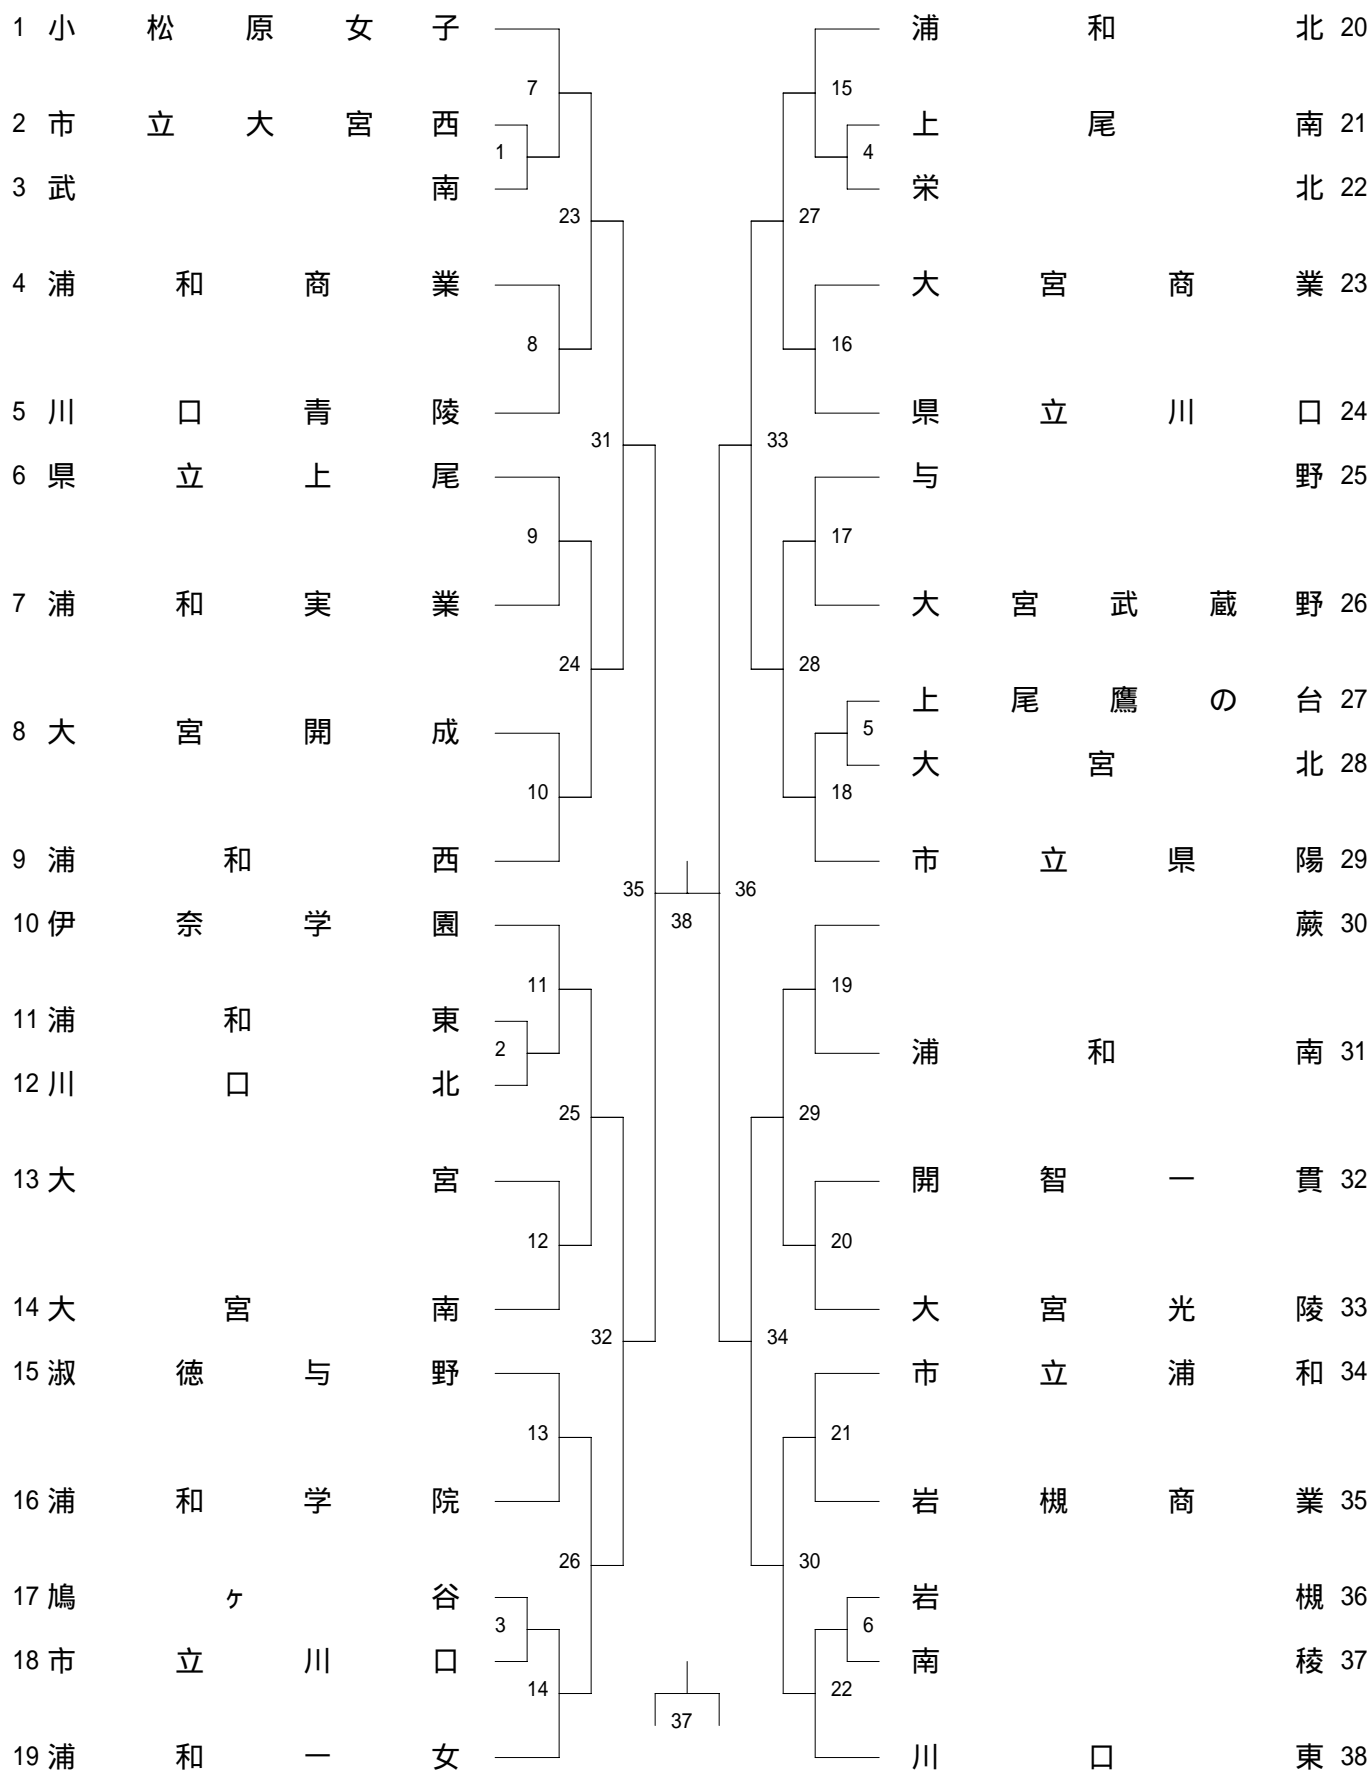 1 小松原女子
2 市立大宮西
3 武南
4 浦和商業
5 川口青陵
6 県立上尾
7 浦和実業
8 大宮開成
9 浦和西
10 伊奈学園
11 浦和東
12 川口北
13 大宮
14 大宮南
15 淑徳与野
16 浦和学院
17 鳩ヶ谷
18 市立川口
19 浦和一女
7
1
23
8
31
9
24
10
35
11
2
25
12
32
13
26
3
14
38
37
36
15
4
27
16
33
17
28
5
18
19
29
20
34
21
30
6
22
浦和北 20
上尾南 21
栄北 22
大宮商業 23
県立川口 24
与野 25
大宮武蔵野 26
上尾鷹の台 27
大宮北 28
市立県陽 29
蕨 30
浦和南 31
開智一貫 32
大宮光陵 33
市立浦和 34
岩槻商業 35
岩槻 36
南稜 37
川口東 38